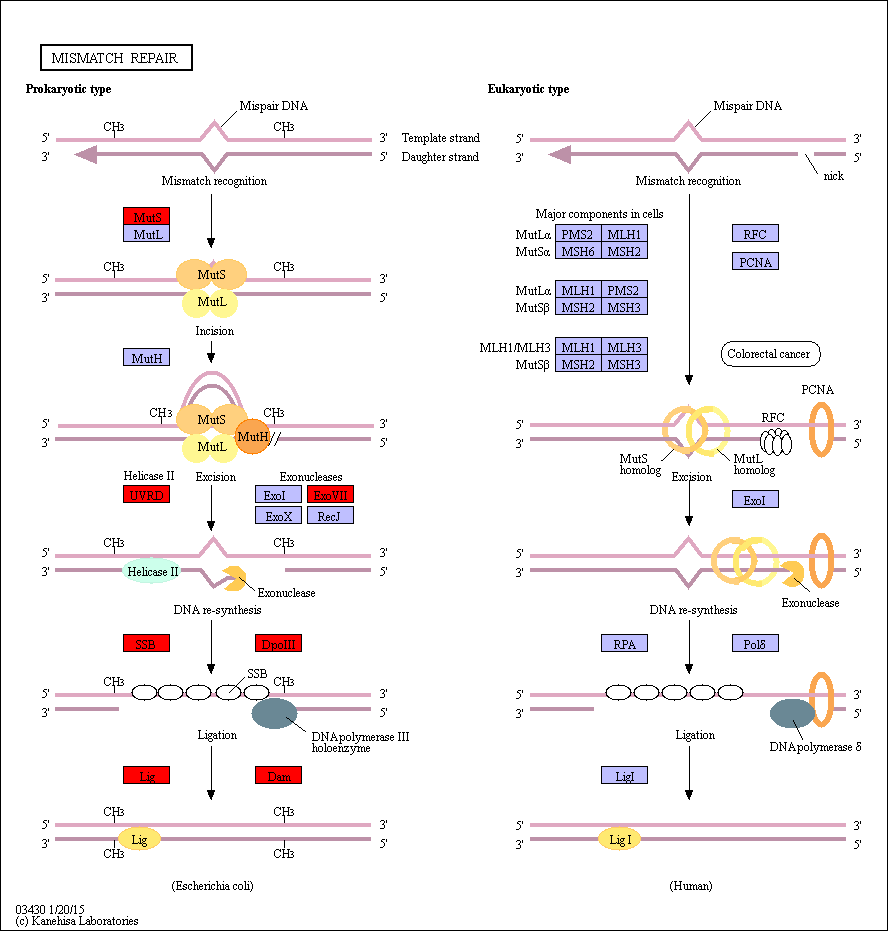 MISMATCH REPAIR
Prokaryotic type
Mispair DNA
CH3
CH3
5'
3'
Template strand
3'
5'
Daughter strand
Mismatch recognition
MutS
MutL
CH3
CH3
MutS
5'
3'
3'
5'
MutL
Incision
MutH
CH3
CH3
MutS
5'
3'
3'
5'
MutH
MutL
Helicase II
Excision
Exonucleases
UVRD
ExoI
ExoVII
ExoX
RecJ
CH3
CH3
5'
3'
3'
5'
Helicase II
Exonuclease
DNA re-synthesis
SSB
DpoIII
SSB
CH3
CH3
5'
3'
3'
5'
DNA polymerase III
holoenzyme
Ligation
Lig
Dam
CH3
CH3
5'
3'
3'
5'
Lig
CH3
CH3
(Escherichia coli)
Eukaryotic type
Mispair DNA
5'
3'
3'
5'
nick
Mismatch recognition
Major components in cells
MutLα PMS2 MLH1
MutSα MSH6 MSH2
RFC
PCNA
MutLα MLH1 PMS2
MutSβ MSH2 MSH3
MLH1/MLH3 MLH1 MLH3
MutSβ MSH2 MSH3
Colorectal cancer
PCNA
RFC
5'
3'
3'
5'
MutS
homolog
MutL
homolog
Excision
ExoI
5'
3'
3'
5'
Exonuclease
DNA re-synthesis
RPA
Polδ
5'
3'
3'
5'
DNA polymerase δ
Ligation
LigI
5'
3'
3'
5'
Lig I
(Human)
03430 1/20/15
(c) Kanehisa Laboratories